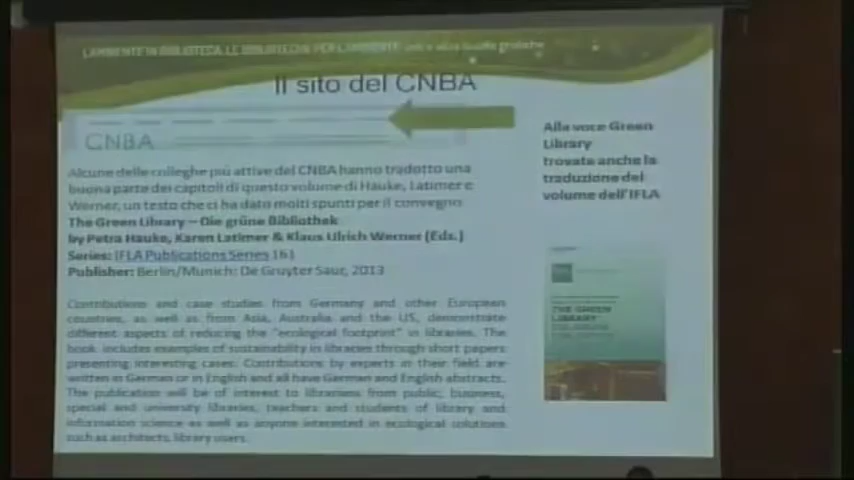 L'AMBIENTE IN BIBLIOTECA, LE BIBLIOTECHE PER L'AMBIENTE
Il sito del CNBA
CNBA
Alcune delle colleghe più attive del CNBA hanno tradotto una
buona parte dei capitoli di questo volume di Hauke, Latimer e
Werner, un testo che ci ha dato molti spunti per il convegno
The Green Library – Die grüne Bibliothek
by Petra Hauke, Karen Latimer & Klaus Ulrich Werner (Eds.)
Series: IFLA Publications Series 161
Publisher: Berlin/Munich: De Gruyter Saur, 2013
Contributions and case studies from Germany and other European
countries, as well as from Asia, Australia and the US, demonstrate
different aspects of reducing the "ecological footprint" in libraries. The
book includes examples of sustainability in libraries through short papers
presenting interesting cases. Contributions by experts in their field are
written in German or in English and all have German and English abstracts.
The publication will be of interest to librarians from public, business,
special and university libraries, teachers and students of library and
information science as well as anyone interested in ecological solutions
such as architects, library users.
Alla voce Green
Library
trovate anche la
traduzione del
volume dell'IFLA
THE GREEN
LIBRARY